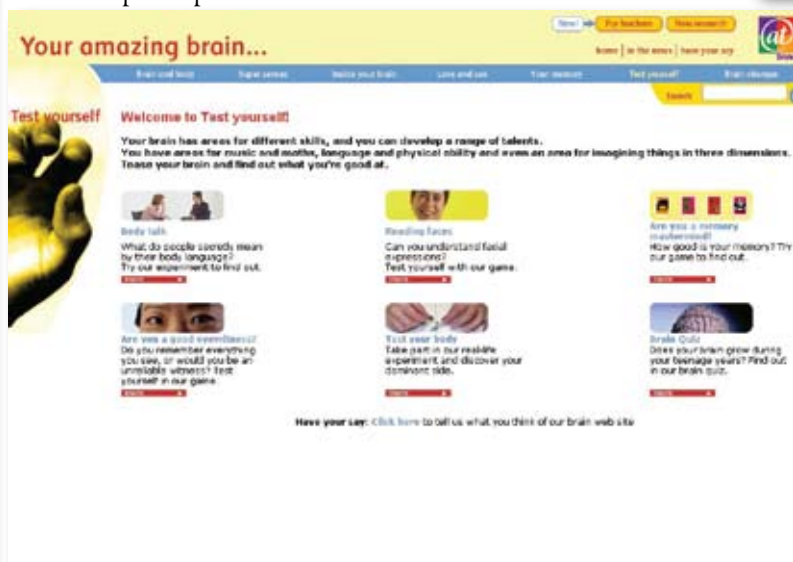 New!
For teachers
New research
Your amazing brain...
home | in the news | have your say
at
Brain and body
Super senses
Inside your brain
Love and sex
Your memory
Test yourself
Search
Test yourself
Welcome to Test yourself!
Your brain has areas for different skills, and you can develop a range of talents.
You have areas for music and maths, language and physical ability and even an area for imagining things in three dimensions.
Tease your brain and find out what you're good at.
Body talk
What do people secretly mean
by their body language?
Try our experiment to find out.
Reading faces
Can you understand facial
expressions?
Test yourself with our game.
Are you a memory
mastermind?
How good is your memory? Try
our game to find out.
Are you a good eyewitness?
Do you remember everything
you see, or would you be an
unreliable witness? Test
yourself in our game
Test your body
Take part in our real-life
experiment and discover your
dominant side.
Brain Quiz
Does your brain grow during
your teenage years? Find out
in our brain quiz.
Have your say: Click here to tell us what you think of our brain web site